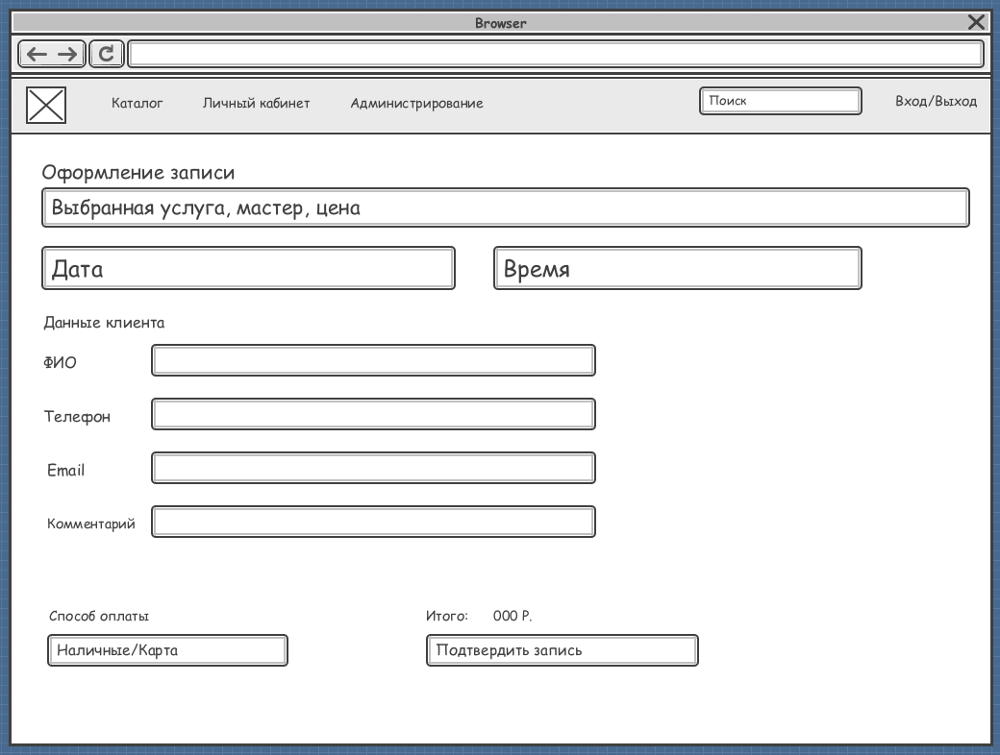 Browser
Каталог Личный кабинет Администрирование Поиск Вход/Выход
Оформление записи
Выбранная услуга, мастер, цена
Дата Время
Данные клиента
ФИО
Телефон
Email
Комментарий
Способ оплаты Итого: 000 Р.
Наличные/Карта Подтвердить запись